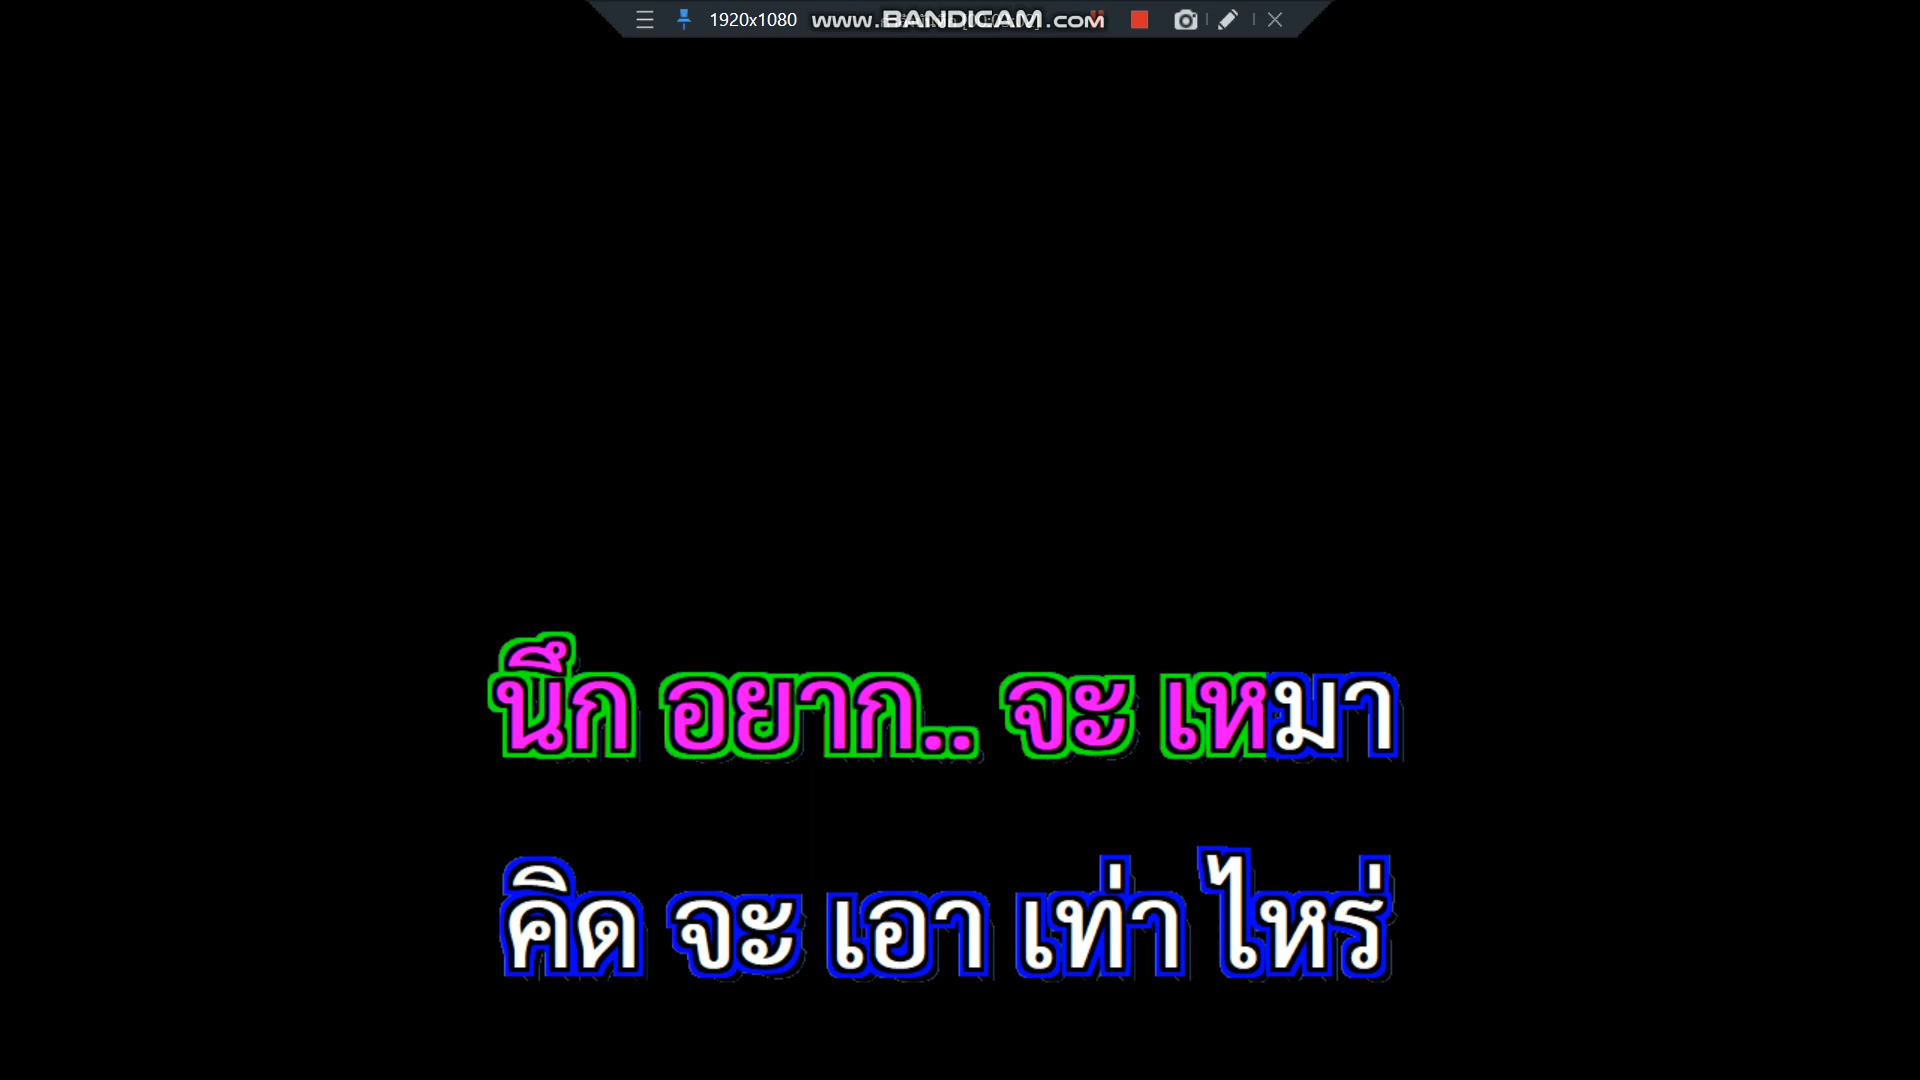 1920x1080 www.BANDICAM.com
นึก อยาก.. จะ เหมา
คิด จะ เอา เท่า ไหร่